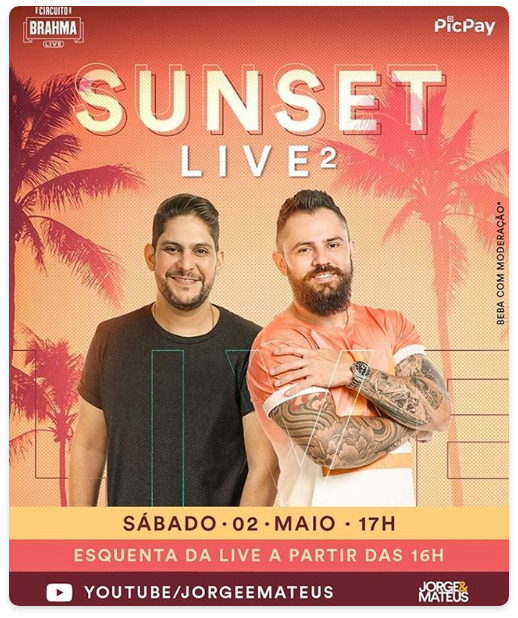 CIRCUITO
BRAHMA
LIVE
PicPay
SUNSET
LIVE²
BEBA COM MODERAÇÃO*
LIVE
SÁBADO · 02 · MAIO · 17H
ESQUENTA DA LIVE A PARTIR DAS 16H
YOUTUBE/JORGEEMATEUS
JORGE&
MATEUS